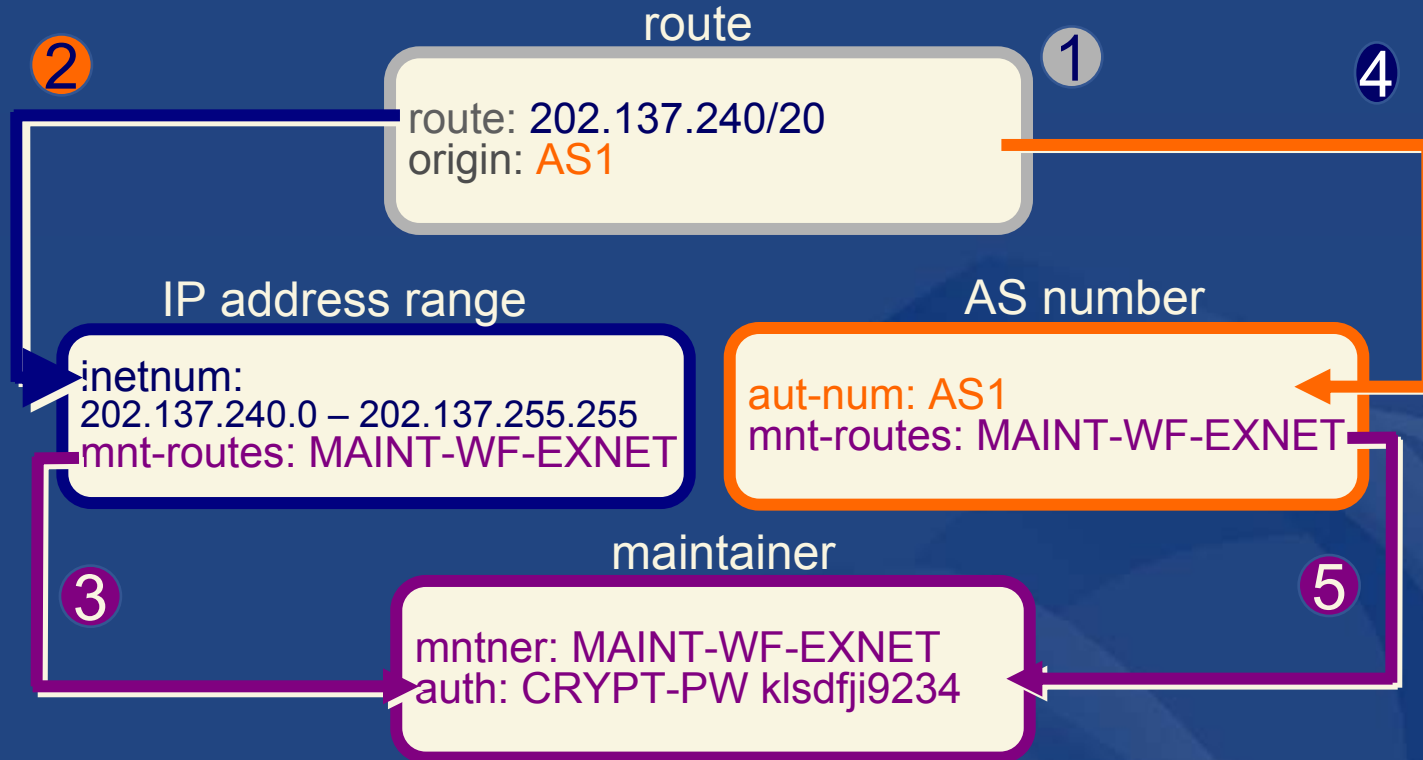 route
2
1
4
route: 202.137.240/20
origin: AS1
IP address range
AS number
inetnum:
202.137.240.0 – 202.137.255.255
mnt-routes: MAINT-WF-EXNET
aut-num: AS1
mnt-routes: MAINT-WF-EXNET
maintainer
3
5
mntner: MAINT-WF-EXNET
auth: CRYPT-PW klsdfji9234